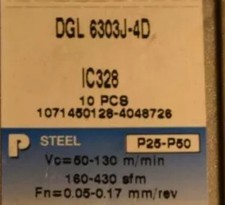 DGL 6303J-4D
IC328
10 PCS
1071450128-4048726
P STEEL P25-P50
Vc=50-130 m/min
160-430 sfm
Fn=0.05-0.17 mm/rev